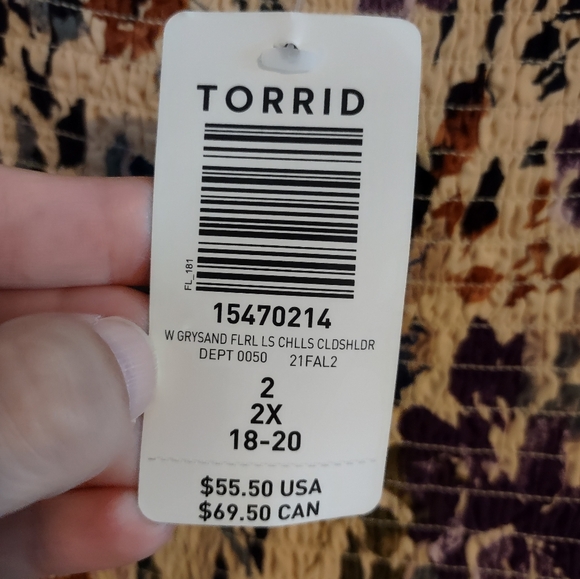 TORRID
FL_181
15470214
W GRYSAND FLRL LS CHLLS CLDSHLDR
DEPT 0050 21FAL2
2
2X
18-20
$55.50 USA
$69.50 CAN